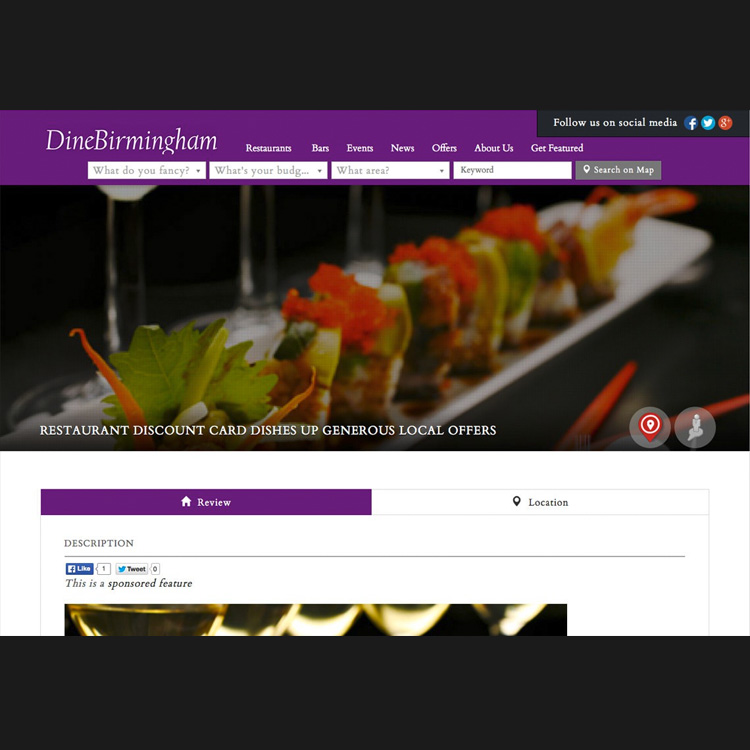 Follow us on social media
DineBirmingham
Restaurants Bars Events News Offers About Us Get Featured
What do you fancy? What's your budg... What area? Keyword Search on Map
RESTAURANT DISCOUNT CARD DISHES UP GENEROUS LOCAL OFFERS
Review Location
DESCRIPTION
Like 1 Tweet 0
This is a sponsored feature